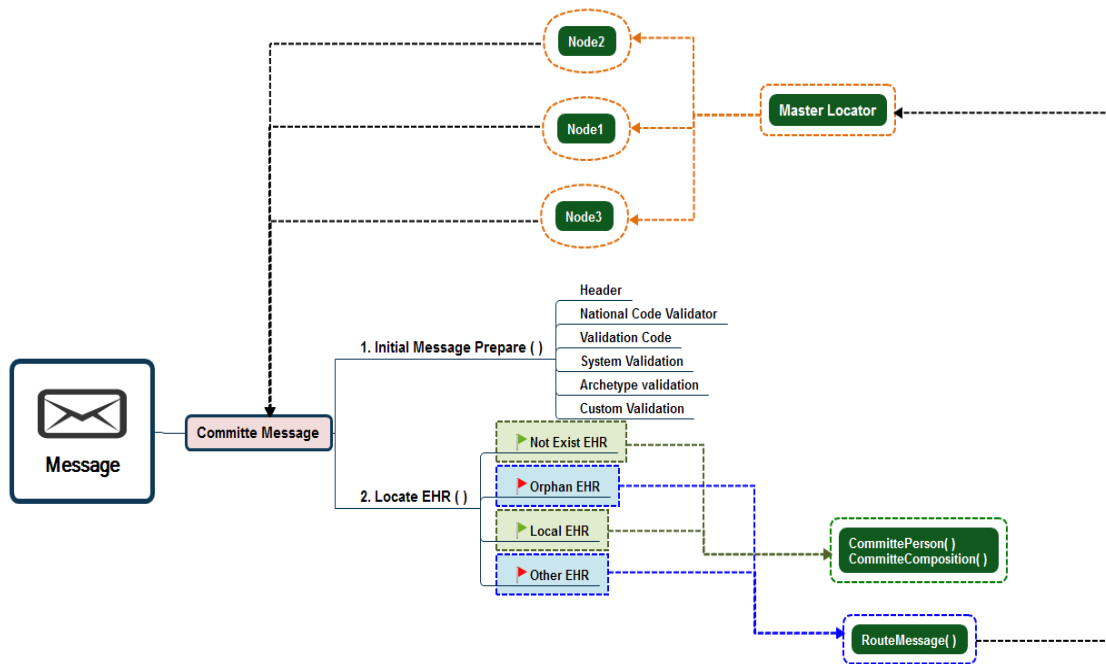 Node2
Master Locator
Node1
Node3
Header
National Code Validator
1. Initial Message Prepare ( )
Validation Code
System Validation
Archetype validation
Custom Validation
Message
Committe Message
Not Exist EHR
Orphan EHR
2. Locate EHR ( )
Local EHR
Other EHR
CommittePerson( )
CommitteComposition( )
RouteMessage( )